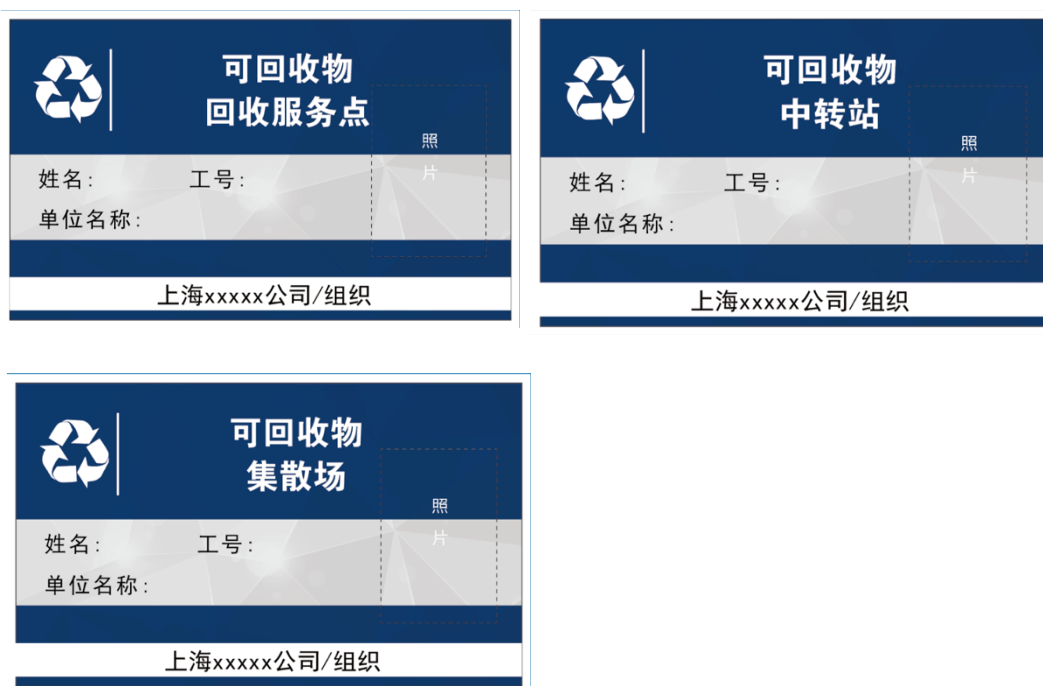 可回收物
回收服务点
照
片
姓名:
工号:
单位名称:
上海xxxxx公司/组织
可回收物
中转站
照
片
姓名:
工号:
单位名称:
上海xxxxx公司/组织
可回收物
集散场
照
片
姓名:
工号:
单位名称:
上海xxxxx公司/组织